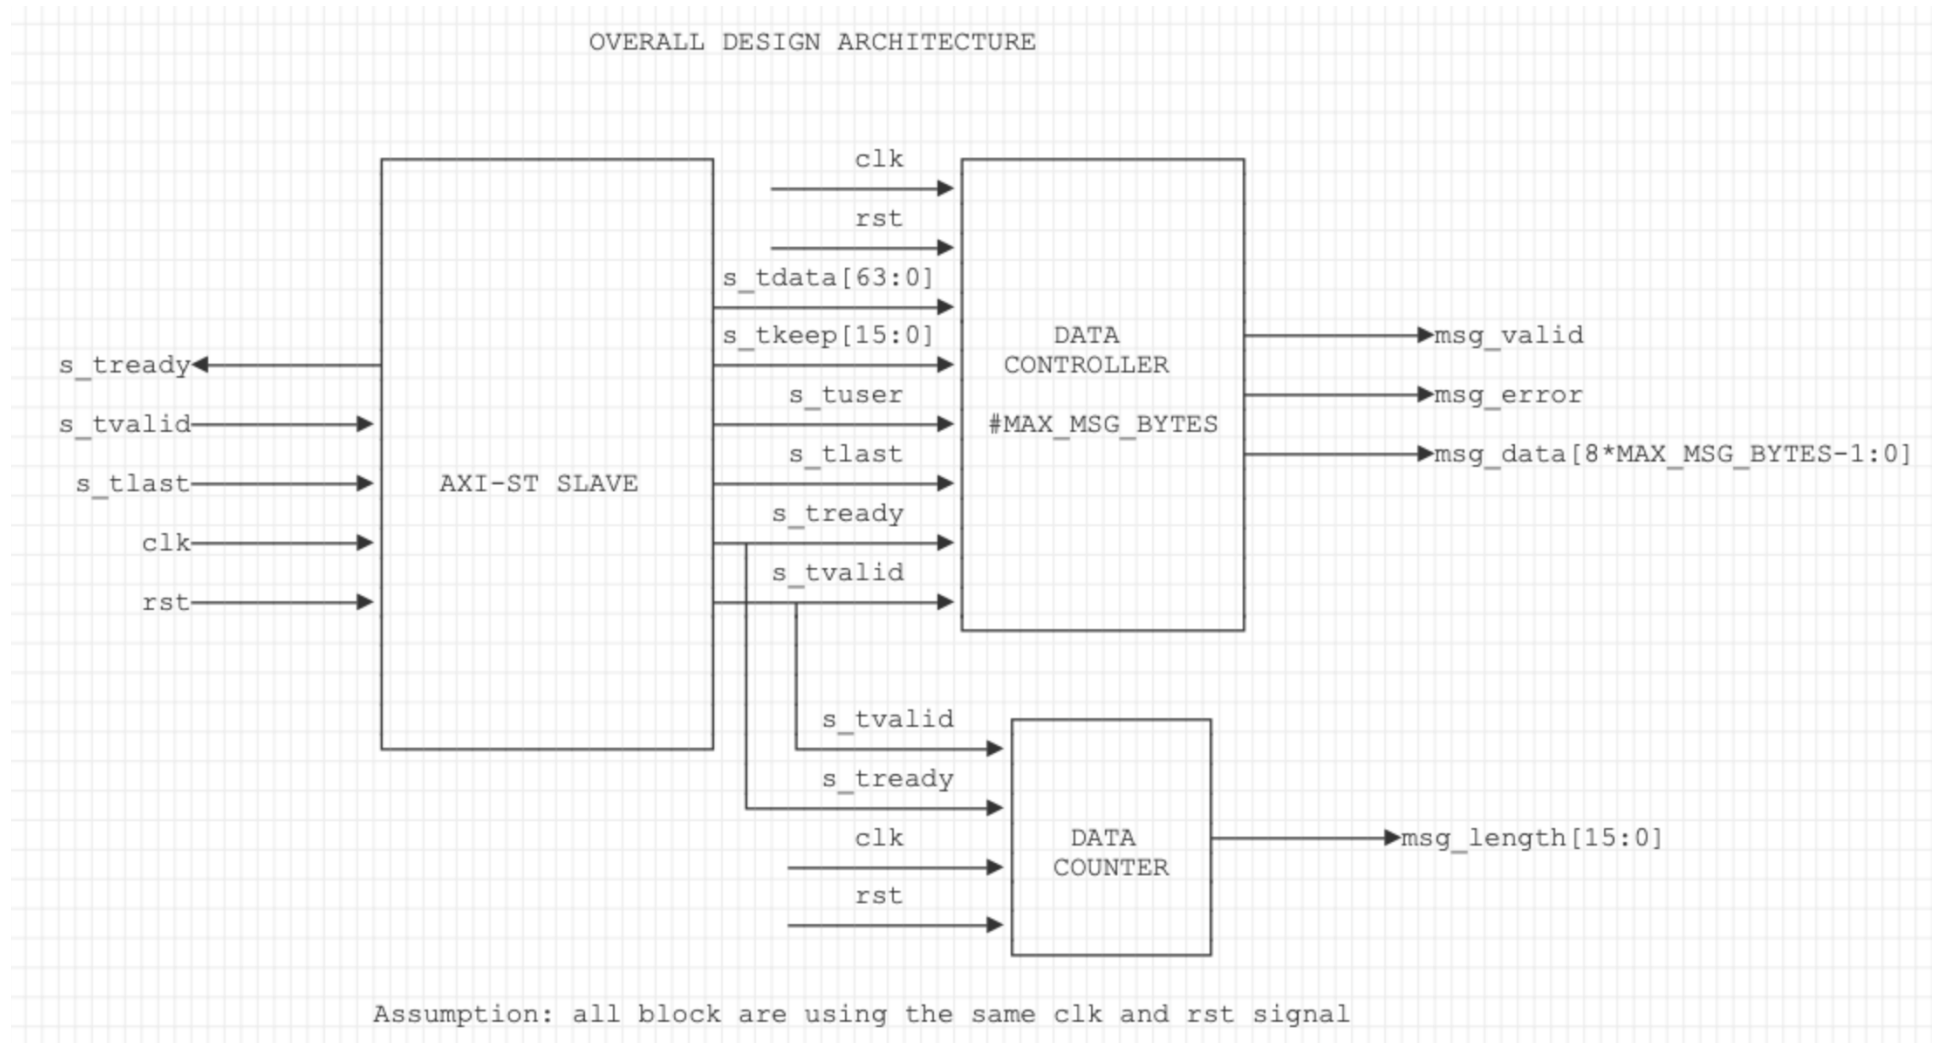 OVERALL DESIGN ARCHITECTURE
clk
rst
s_tdata[63:0]
s_tkeep[15:0]
s_tuser
s_tlast
s_tready
s_tvalid
s_tready
s_tvalid
s_tlast
clk
rst
AXI-ST SLAVE
DATA
CONTROLLER
#MAX_MSG_BYTES
msg_valid
msg_error
msg_data[8*MAX_MSG_BYTES-1:0]
s_tvalid
s_tready
clk
rst
DATA
COUNTER
msg_length[15:0]
Assumption: all block are using the same clk and rst signal